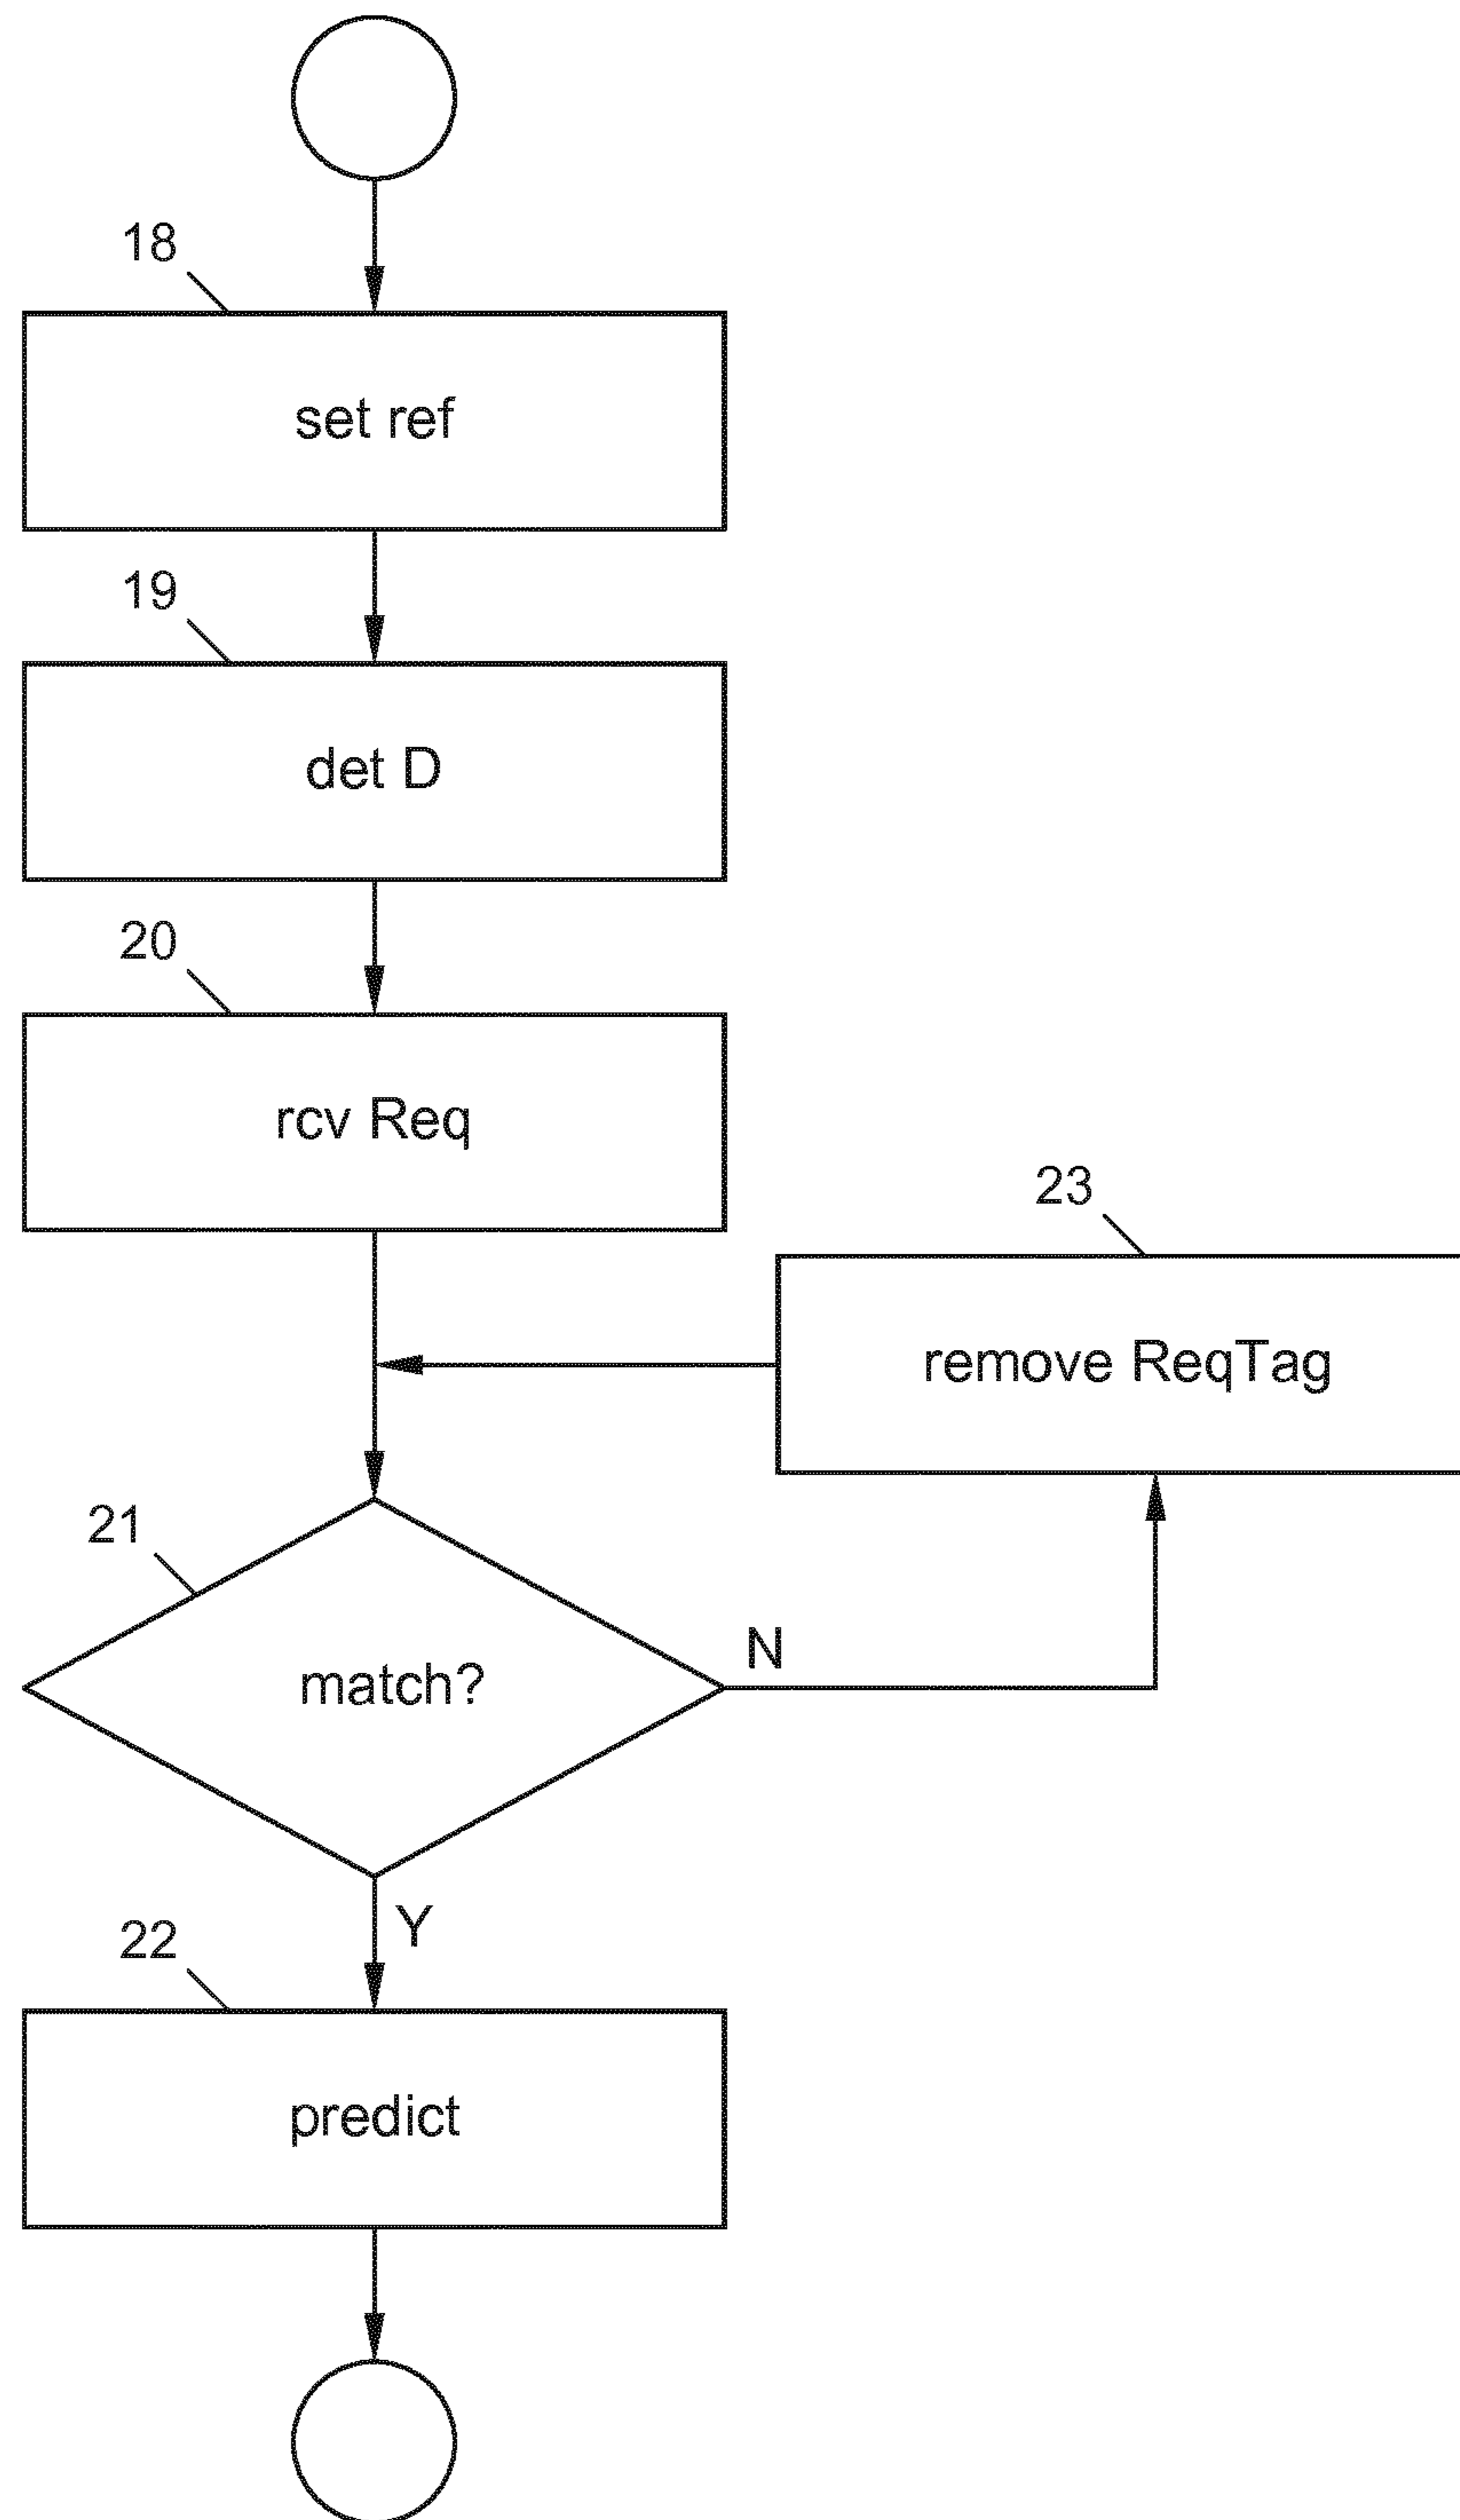 18
set ref
19
det D
20
rcv Req
23
remove ReqTag
21
match?
N
Y
22
predict